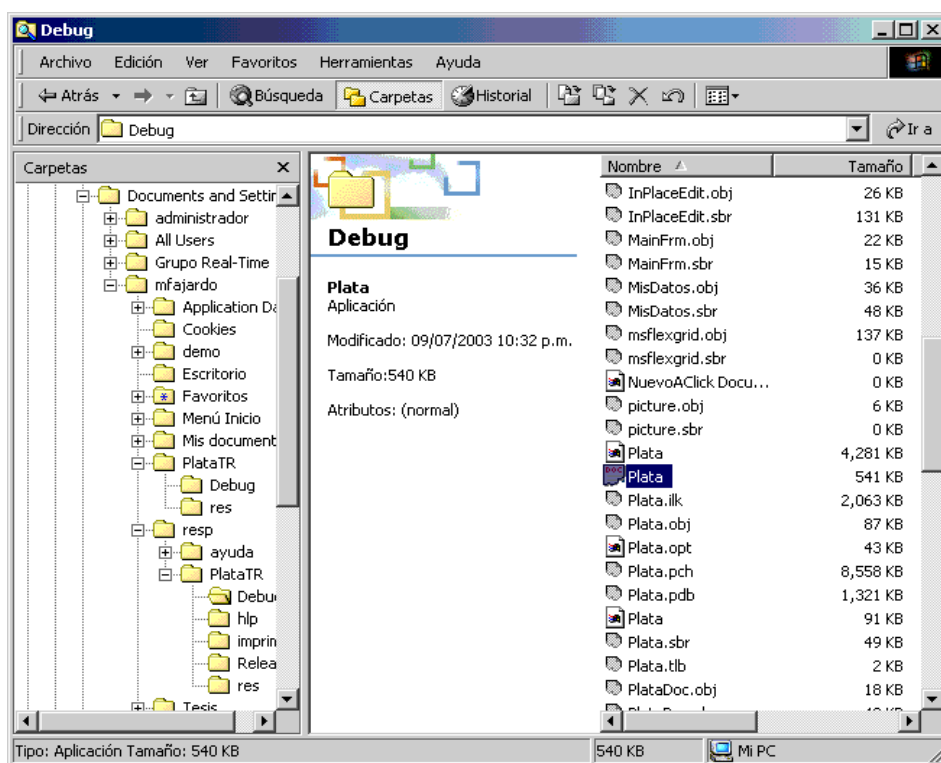 Debug
Archivo Edición Ver Favoritos Herramientas Ayuda
Atrás Búsqueda Carpetas Historial
Dirección Debug Ir a
Carpetas
Documents and Settir
administrador
All Users
Grupo Real-Time
mfajardo
Application Da
Cookies
demo
Escritorio
Favoritos
Menú Inicio
Mis document
PlataTR
Debug
res
resp
ayuda
PlataTR
Debu
hlp
imprin
Relea
res
Tesis
Debug
Plata
Aplicación
Modificado: 09/07/2003 10:32 p.m.
Tamaño:540 KB
Atributos: (normal)
Nombre Tamaño
InPlaceEdit.obj 26 KB
InPlaceEdit.sbr 131 KB
MainFrm.obj 22 KB
MainFrm.sbr 15 KB
MisDatos.obj 36 KB
MisDatos.sbr 48 KB
msflexgrid.obj 137 KB
msflexgrid.sbr 0 KB
NuevoAClick Docu... 0 KB
picture.obj 6 KB
picture.sbr 0 KB
Plata 4,281 KB
DOC Plata 541 KB
Plata.ilk 2,063 KB
Plata.obj 87 KB
Plata.opt 43 KB
Plata.pch 8,558 KB
Plata.pdb 1,321 KB
Plata 91 KB
Plata.sbr 49 KB
Plata.tlb 2 KB
PlataDoc.obj 18 KB
Tipo: Aplicación Tamaño: 540 KB 540 KB Mi PC